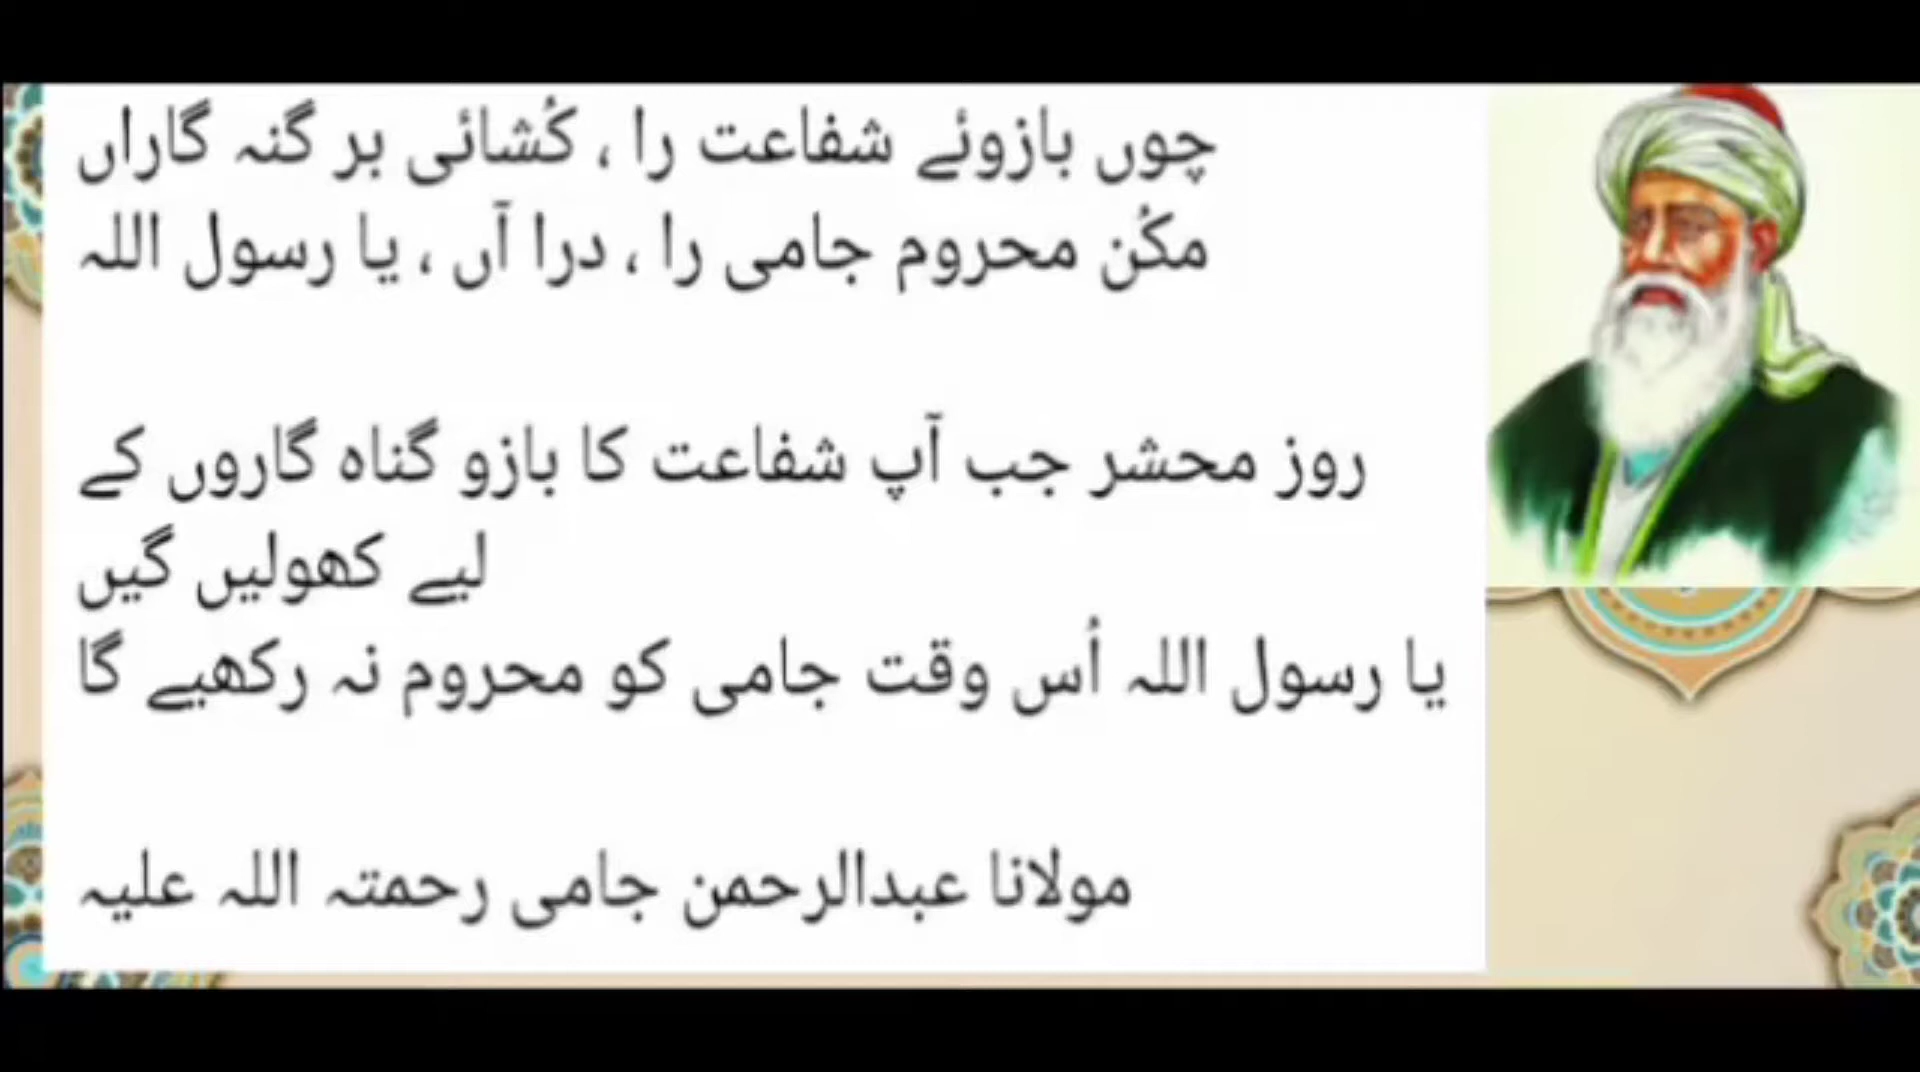 چوں بازوئے شفاعت را ، کُشائی بر گنہ گاراں
مکُن محروم جامی را ، درا آں ، یا رسول اللہ
روز محشر جب آپ شفاعت کا بازو گناہ گاروں کے
لیے کھولیں گیں
یا رسول اللہ اُس وقت جامی کو محروم نہ رکھیے گا
مولانا عبدالرحمن جامی رحمتہ اللہ علیہ